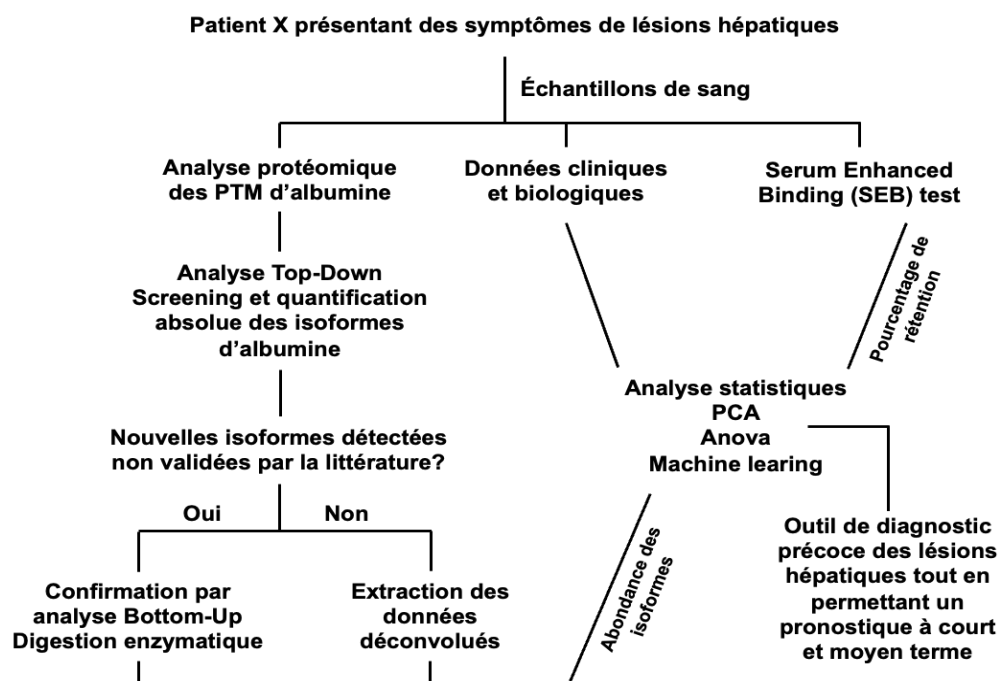 Patient X présentant des symptômes de lésions hépatiques
Échantillons de sang
Analyse protéomique
des PTM d'albumine
Données cliniques
et biologiques
Serum Enhanced
Binding (SEB) test
Analyse Top-Down
Screening et quantification
absolue des isoformes
d'albumine
Pourcentage de
rétention
Analyse statistiques
PCA
Anova
Machine learing
Nouvelles isoformes détectées
non validées par la littérature?
Oui
Non
Confirmation par
analyse Bottom-Up
Digestion enzymatique
Extraction des
données
déconvolués
Abondance des
isoformes
Outil de diagnostic
précoce des lésions
hépatiques tout en
permettant un
pronostique à court
et moyen terme